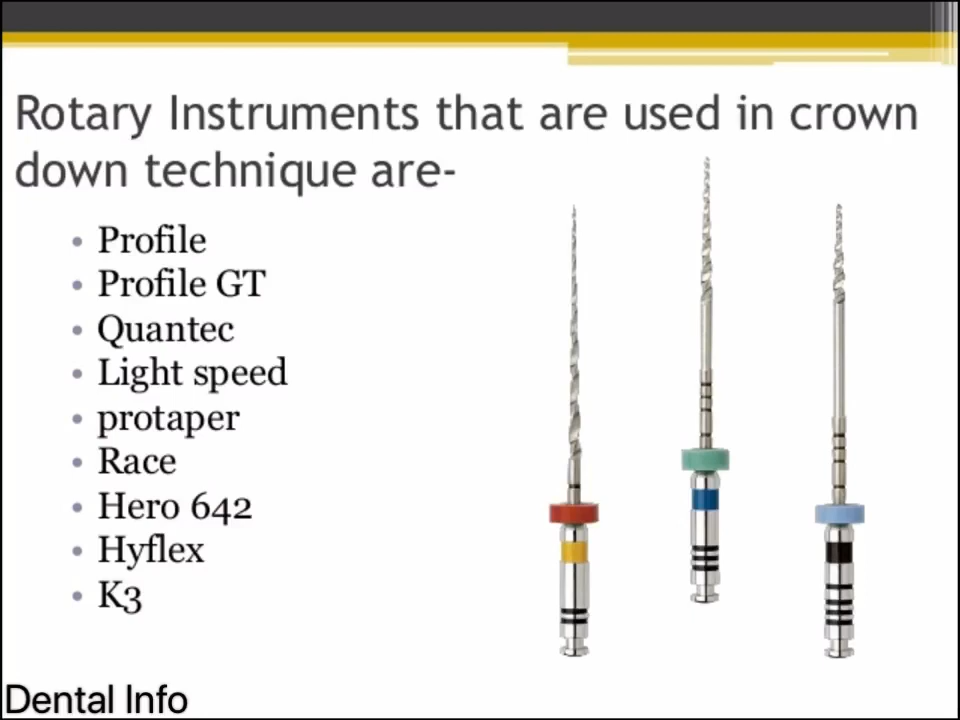 Rotary Instruments that are used in crown
down technique are-
• Profile
• Profile GT
• Quantec
• Light speed
• protaper
• Race
• Hero 642
• Hyflex
• K3
Dental Info